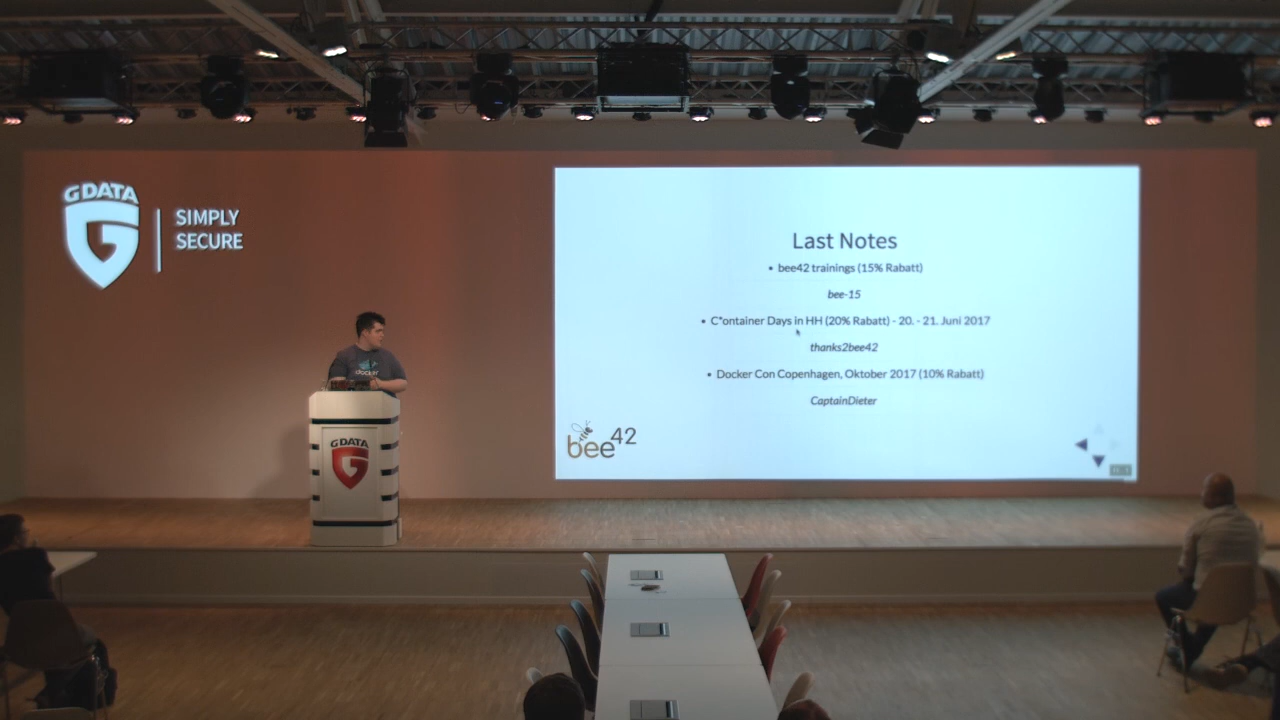 G DATA
SIMPLY
SECURE
docker
G DATA
Last Notes
• bee42 trainings (15% Rabatt)
bee-15
• C*ontainer Days in HH (20% Rabatt) - 20. - 21. Juni 2017
thanks2bee42
• Docker Con Copenhagen, Oktober 2017 (10% Rabatt)
CaptainDieter
bee42